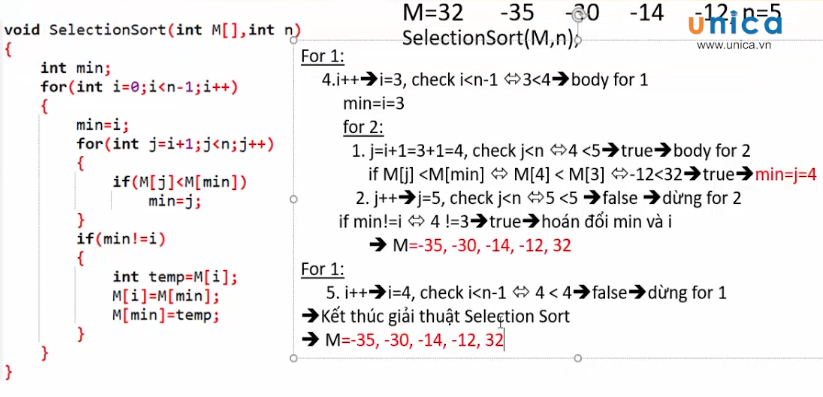 void SelectionSort(int M[],int n)
{
int min;
for(int i=0;i<n-1;i++)
{
min=i;
for(int j=i+1;j<n;j++)
{
if(M[j]<M[min])
min=j;
}
if(min!=i)
{
int temp=M[i];
M[i]=M[min];
M[min]=temp;
}
}
}
M=32 -35 -30 -14 -12, n=5
SelectionSort(M,n);
unica
www.unica.vn
For 1:
4.i++➔i=3, check i<n-1 ⇔3<4➔body for 1
min=i=3
for 2:
1. j=i+1=3+1=4, check j<n ⇔4 <5➔true➔body for 2
if M[j] <M[min] ⇔ M[4] < M[3] ⇔-12<32➔true➔min=j=4
2. j++➔j=5, check j<n ⇔5 <5 ➔false ➔dừng for 2
if min!=i ⇔ 4 !=3➔true➔hoán đổi min và i
➔ M=-35, -30, -14, -12, 32
For 1:
5. i++➔i=4, check i<n-1 ⇔ 4 < 4➔false➔dừng for 1
➔Kết thúc giải thuật Selection Sort
➔ M=-35, -30, -14, -12, 32